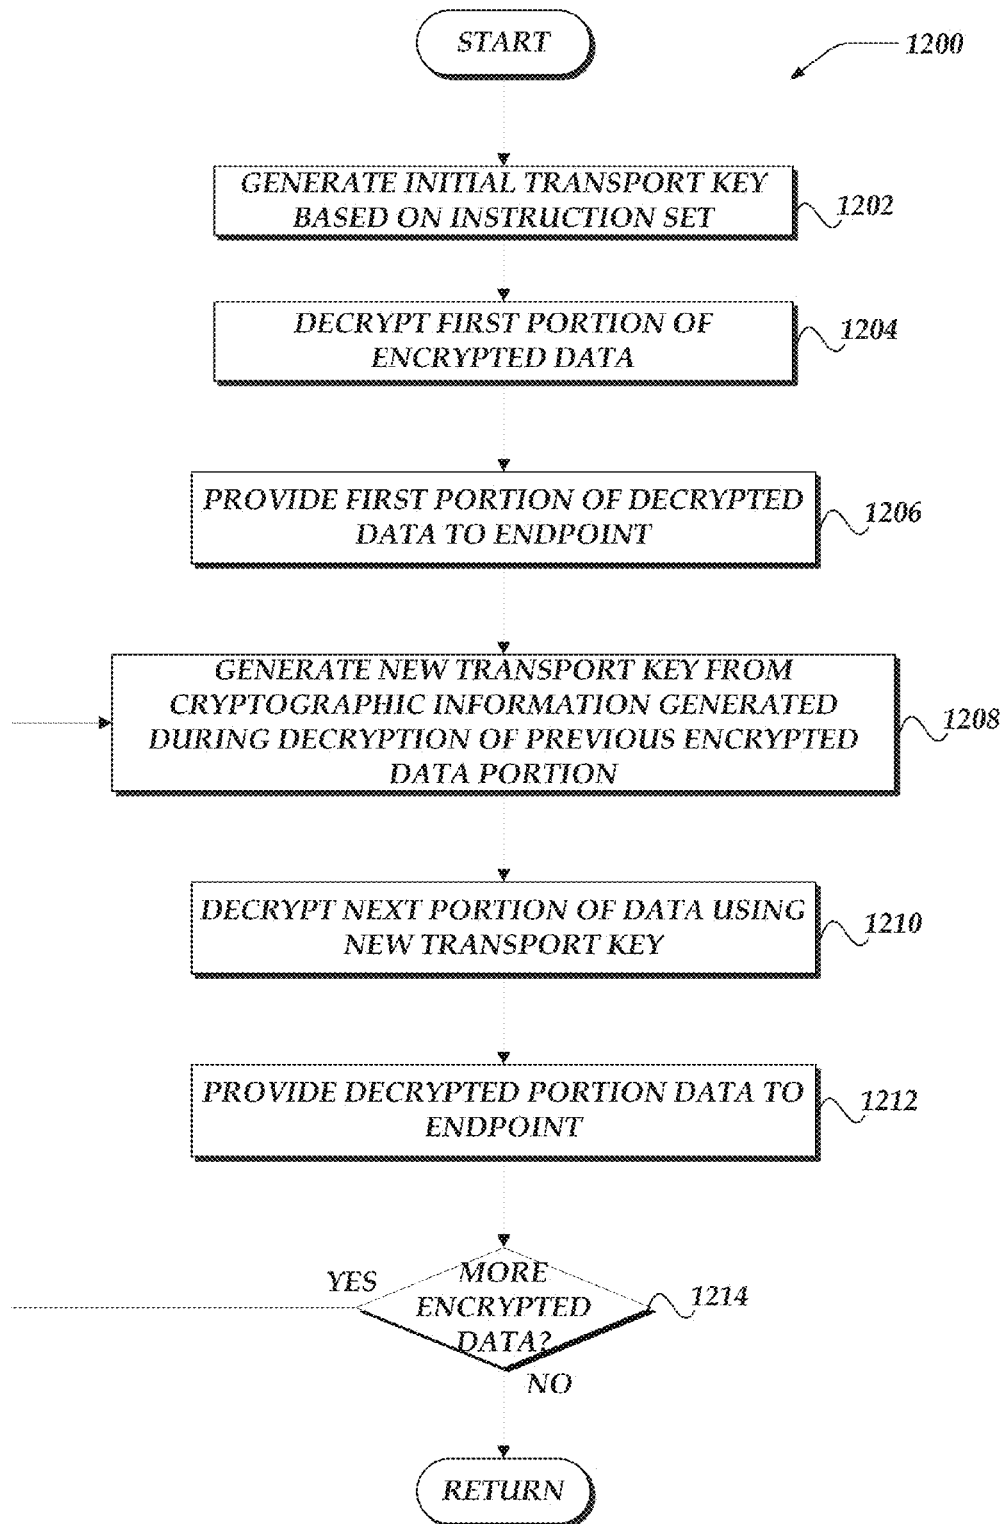 START
1200
GENERATE INITIAL TRANSPORT KEY
BASED ON INSTRUCTION SET
1202
DECRYPT FIRST PORTION OF
ENCRYPTED DATA
1204
PROVIDE FIRST PORTION OF DECRYPTED
DATA TO ENDPOINT
1206
GENERATE NEW TRANSPORT KEY FROM
CRYPTOGRAPHIC INFORMATION GENERATED
DURING DECRYPTION OF PREVIOUS ENCRYPTED
DATA PORTION
1208
DECRYPT NEXT PORTION OF DATA USING
NEW TRANSPORT KEY
1210
PROVIDE DECRYPTED PORTION DATA TO
ENDPOINT
1212
YES
MORE
ENCRYPTED
DATA?
1214
NO
RETURN